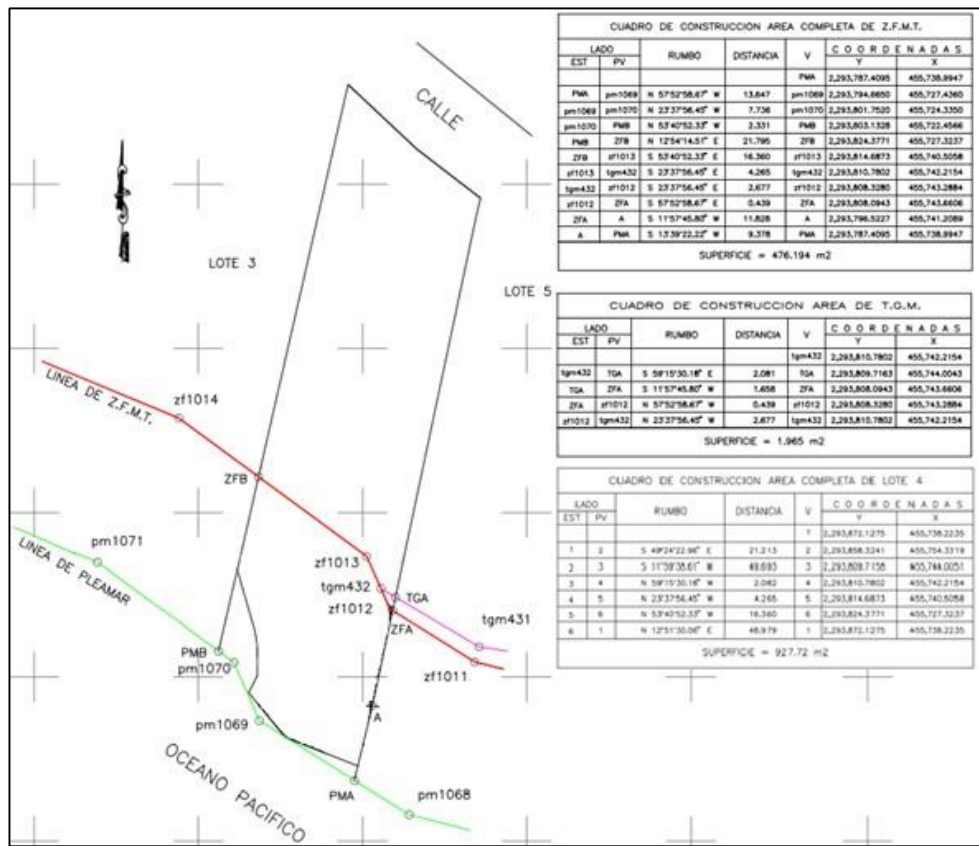 CUADRO DE CONSTRUCCION AREA COMPLETA DE Z.F.M.T.
LADO RUMBO DISTANCIA V C O O R D E N A D A S
EST PV Y X
PMA 2,293,787.4095 455,738.9947
PMA pm1069 N 57°52'58.67" W 13.647 pm1069 2,293,794.6650 455,727.4360
pm1069 pm1070 N 23°37'56.45" W 7.736 pm1070 2,293,801.7520 455,724.3350
pm1070 PMB N 53°40'52.33" W 2.331 PMB 2,293,803.1328 455,722.4566
PMB ZFB N 12°54'14.51" E 21.795 ZFB 2,293,824.3771 455,727.3237
ZFB zf1013 S 53°40'52.33" E 16.360 zf1013 2,293,814.6873 455,740.5058
zf1013 tgm432 S 23°37'56.45" E 4.265 tgm432 2,293,810.7802 455,742.2154
tgm432 zf1012 S 23°37'56.45" E 2.677 zf1012 2,293,808.3280 455,743.2884
zf1012 ZFA S 57°52'58.67" E 0.439 ZFA 2,293,808.0943 455,743.6606
ZFA A S 11°57'45.80" W 11.828 A 2,293,796.5227 455,741.2089
A PMA S 13°39'22.22" W 9.378 PMA 2,293,787.4095 455,738.9947
SUPERFICIE = 476.194 m2
CUADRO DE CONSTRUCCION AREA DE T.G.M.
LADO RUMBO DISTANCIA V C O O R D E N A D A S
EST PV Y X
tgm432 2,293,810.7802 455,742.2154
tgm432 TGA S 59°15'30.18" E 2.081 TGA 2,293,809.7163 455,744.0043
TGA ZFA S 11°57'45.80" W 1.658 ZFA 2,293,808.0943 455,743.6606
ZFA zf1012 N 57°52'58.67" W 0.439 zf1012 2,293,808.3280 455,743.2884
zf1012 tgm432 N 23°37'56.45" W 2.677 tgm432 2,293,810.7802 455,742.2154
SUPERFICIE = 1.965 m2
CUADRO DE CONSTRUCCION AREA COMPLETA DE LOTE 4
LADO RUMBO DISTANCIA V C O O R D E N A D A S
EST PV Y X
1 2,293,872.1275 455,738.2235
1 2 S 49°24'22.96" E 21.213 2 2,293,858.3241 455,754.3319
2 3 S 11°59'38.61" W 49.693 3 2,293,809.7158 455,744.0051
3 4 N 59°15'30.18" W 2.082 4 2,293,810.7802 455,742.2154
4 5 N 23°37'56.45" W 4.265 5 2,293,814.6873 455,740.5058
5 6 N 53°40'52.33" W 16.360 6 2,293,824.3771 455,727.3237
6 1 N 12°51'30.06" E 48.979 1 2,293,872.1275 455,738.2235
SUPERFICIE = 927.72 m2
CALLE
LOTE 3
LOTE 5
LINEA DE Z.F.M.T.
zf1014
ZFB
LINEA DE PLEAMAR
pm1071
zf1013
tgm432
TGA
zf1012
ZFA
tgm431
zf1011
PMB
pm1070
A
pm1069
OCEANO PACIFICO
PMA
pm1068